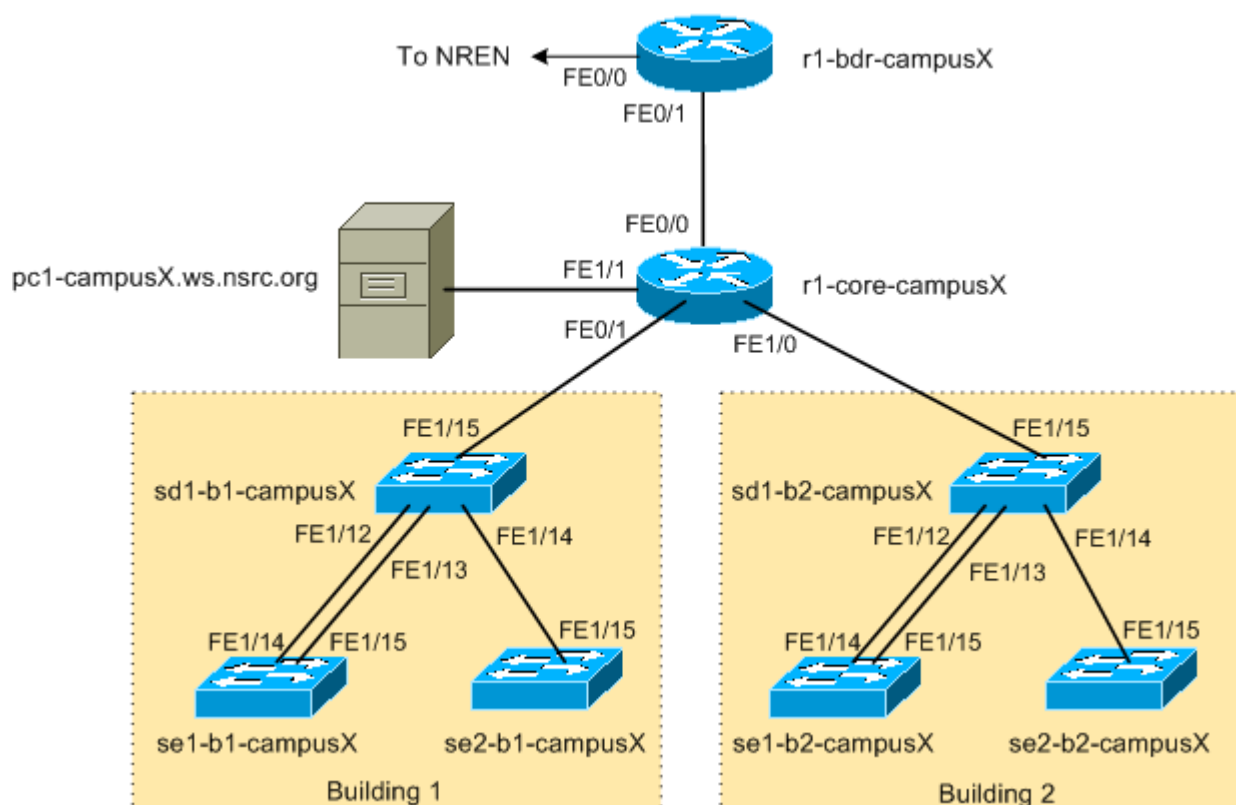 To NREN
FE0/0
r1-bdr-campusX
FE0/1
FE0/0
pc1-campusX.ws.nsrc.org
FE1/1
r1-core-campusX
FE0/1
FE1/0
FE1/15
FE1/15
sd1-b1-campusX
sd1-b2-campusX
FE1/12
FE1/14
FE1/13
FE1/12
FE1/14
FE1/13
FE1/14
FE1/15
FE1/15
FE1/14
FE1/15
FE1/15
se1-b1-campusX
se2-b1-campusX
se1-b2-campusX
se2-b2-campusX
Building 1
Building 2